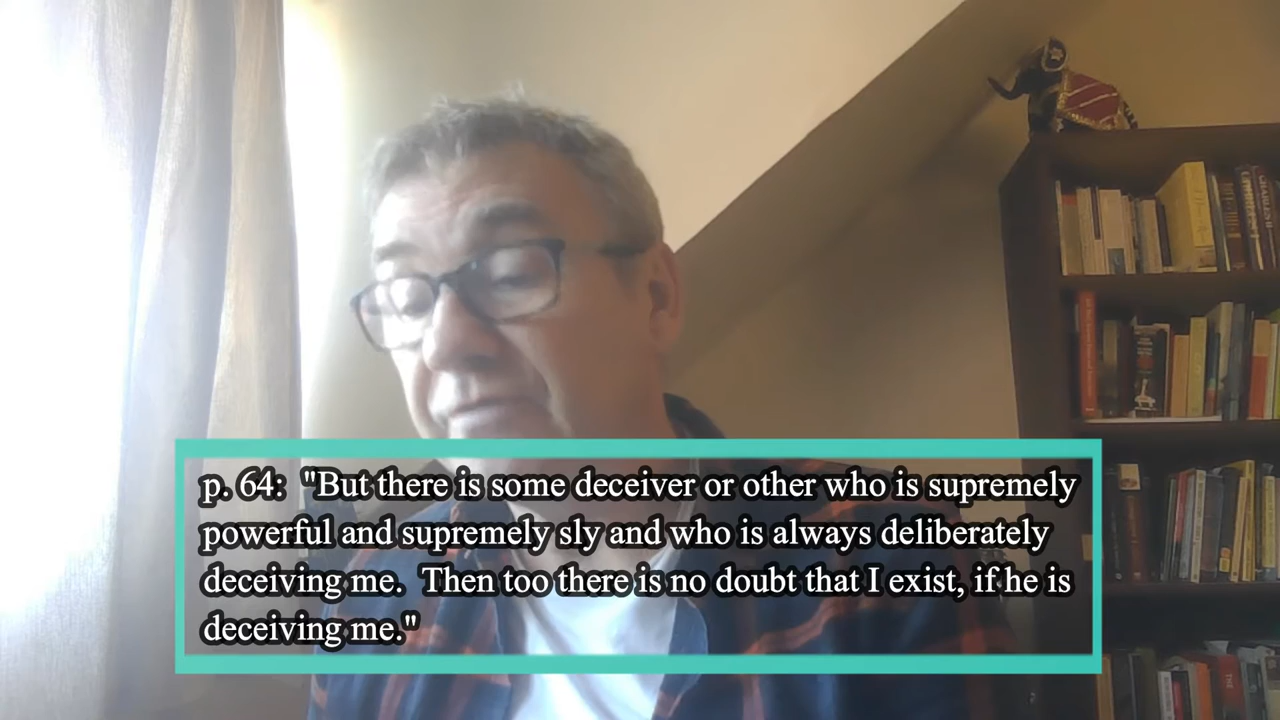 p. 64:  "But there is some deceiver or other who is supremely
powerful and supremely sly and who is always deliberately
deceiving me.  Then too there is no doubt that I exist, if he is
deceiving me."